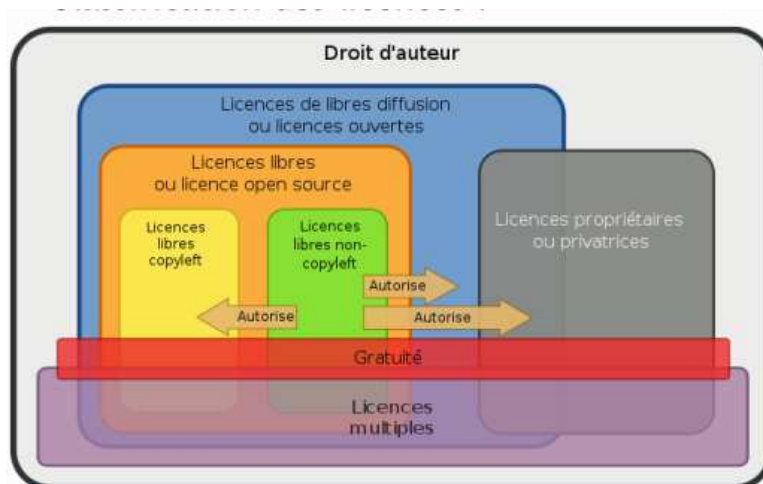 Droit d'auteur
Licences de libres diffusion
ou licences ouvertes
Licences libres
ou licence open source
Licences
libres
copyleft
Licences
libres non-
copyleft
Licences propriétaires
ou privatrices
Autorise
Autorise
Autorise
Gratuité
Licences
multiples